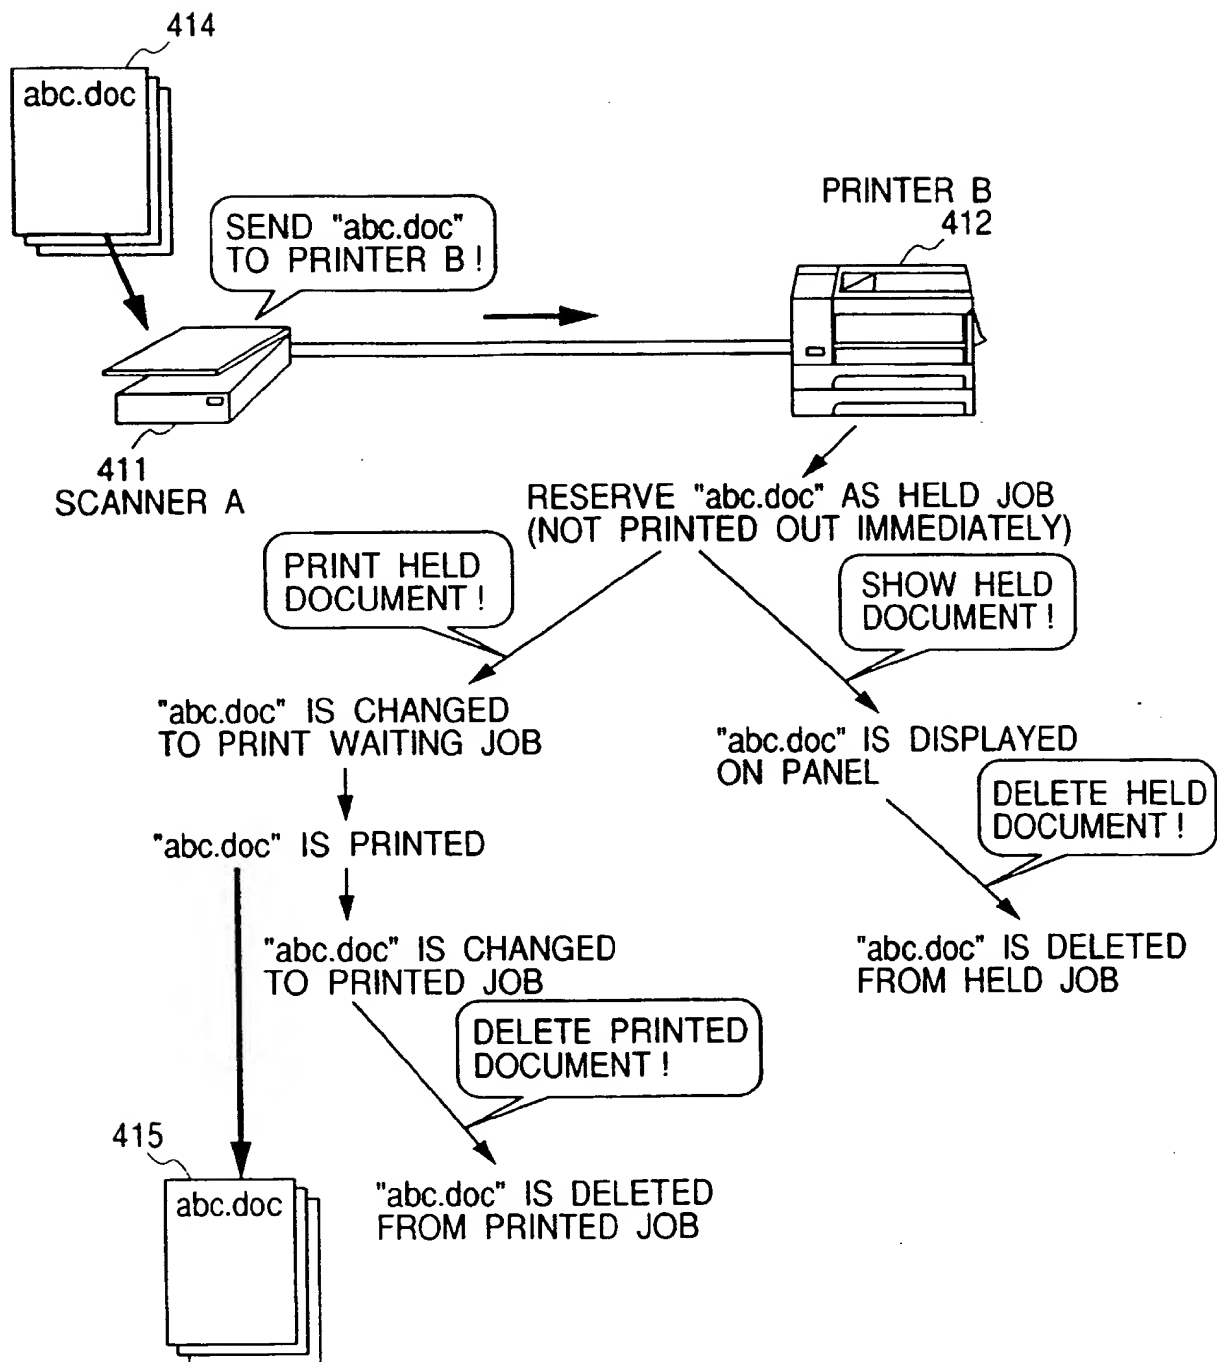 414
abc.doc
SEND "abc.doc"
TO PRINTER B !
PRINTER B
412
411
SCANNER A
RESERVE "abc.doc" AS HELD JOB
(NOT PRINTED OUT IMMEDIATELY)
PRINT HELD
DOCUMENT !
SHOW HELD
DOCUMENT !
"abc.doc" IS CHANGED
TO PRINT WAITING JOB
"abc.doc" IS DISPLAYED
ON PANEL
DELETE HELD
DOCUMENT !
"abc.doc" IS PRINTED
"abc.doc" IS CHANGED
TO PRINTED JOB
"abc.doc" IS DELETED
FROM HELD JOB
DELETE PRINTED
DOCUMENT !
415
abc.doc
"abc.doc" IS DELETED
FROM PRINTED JOB